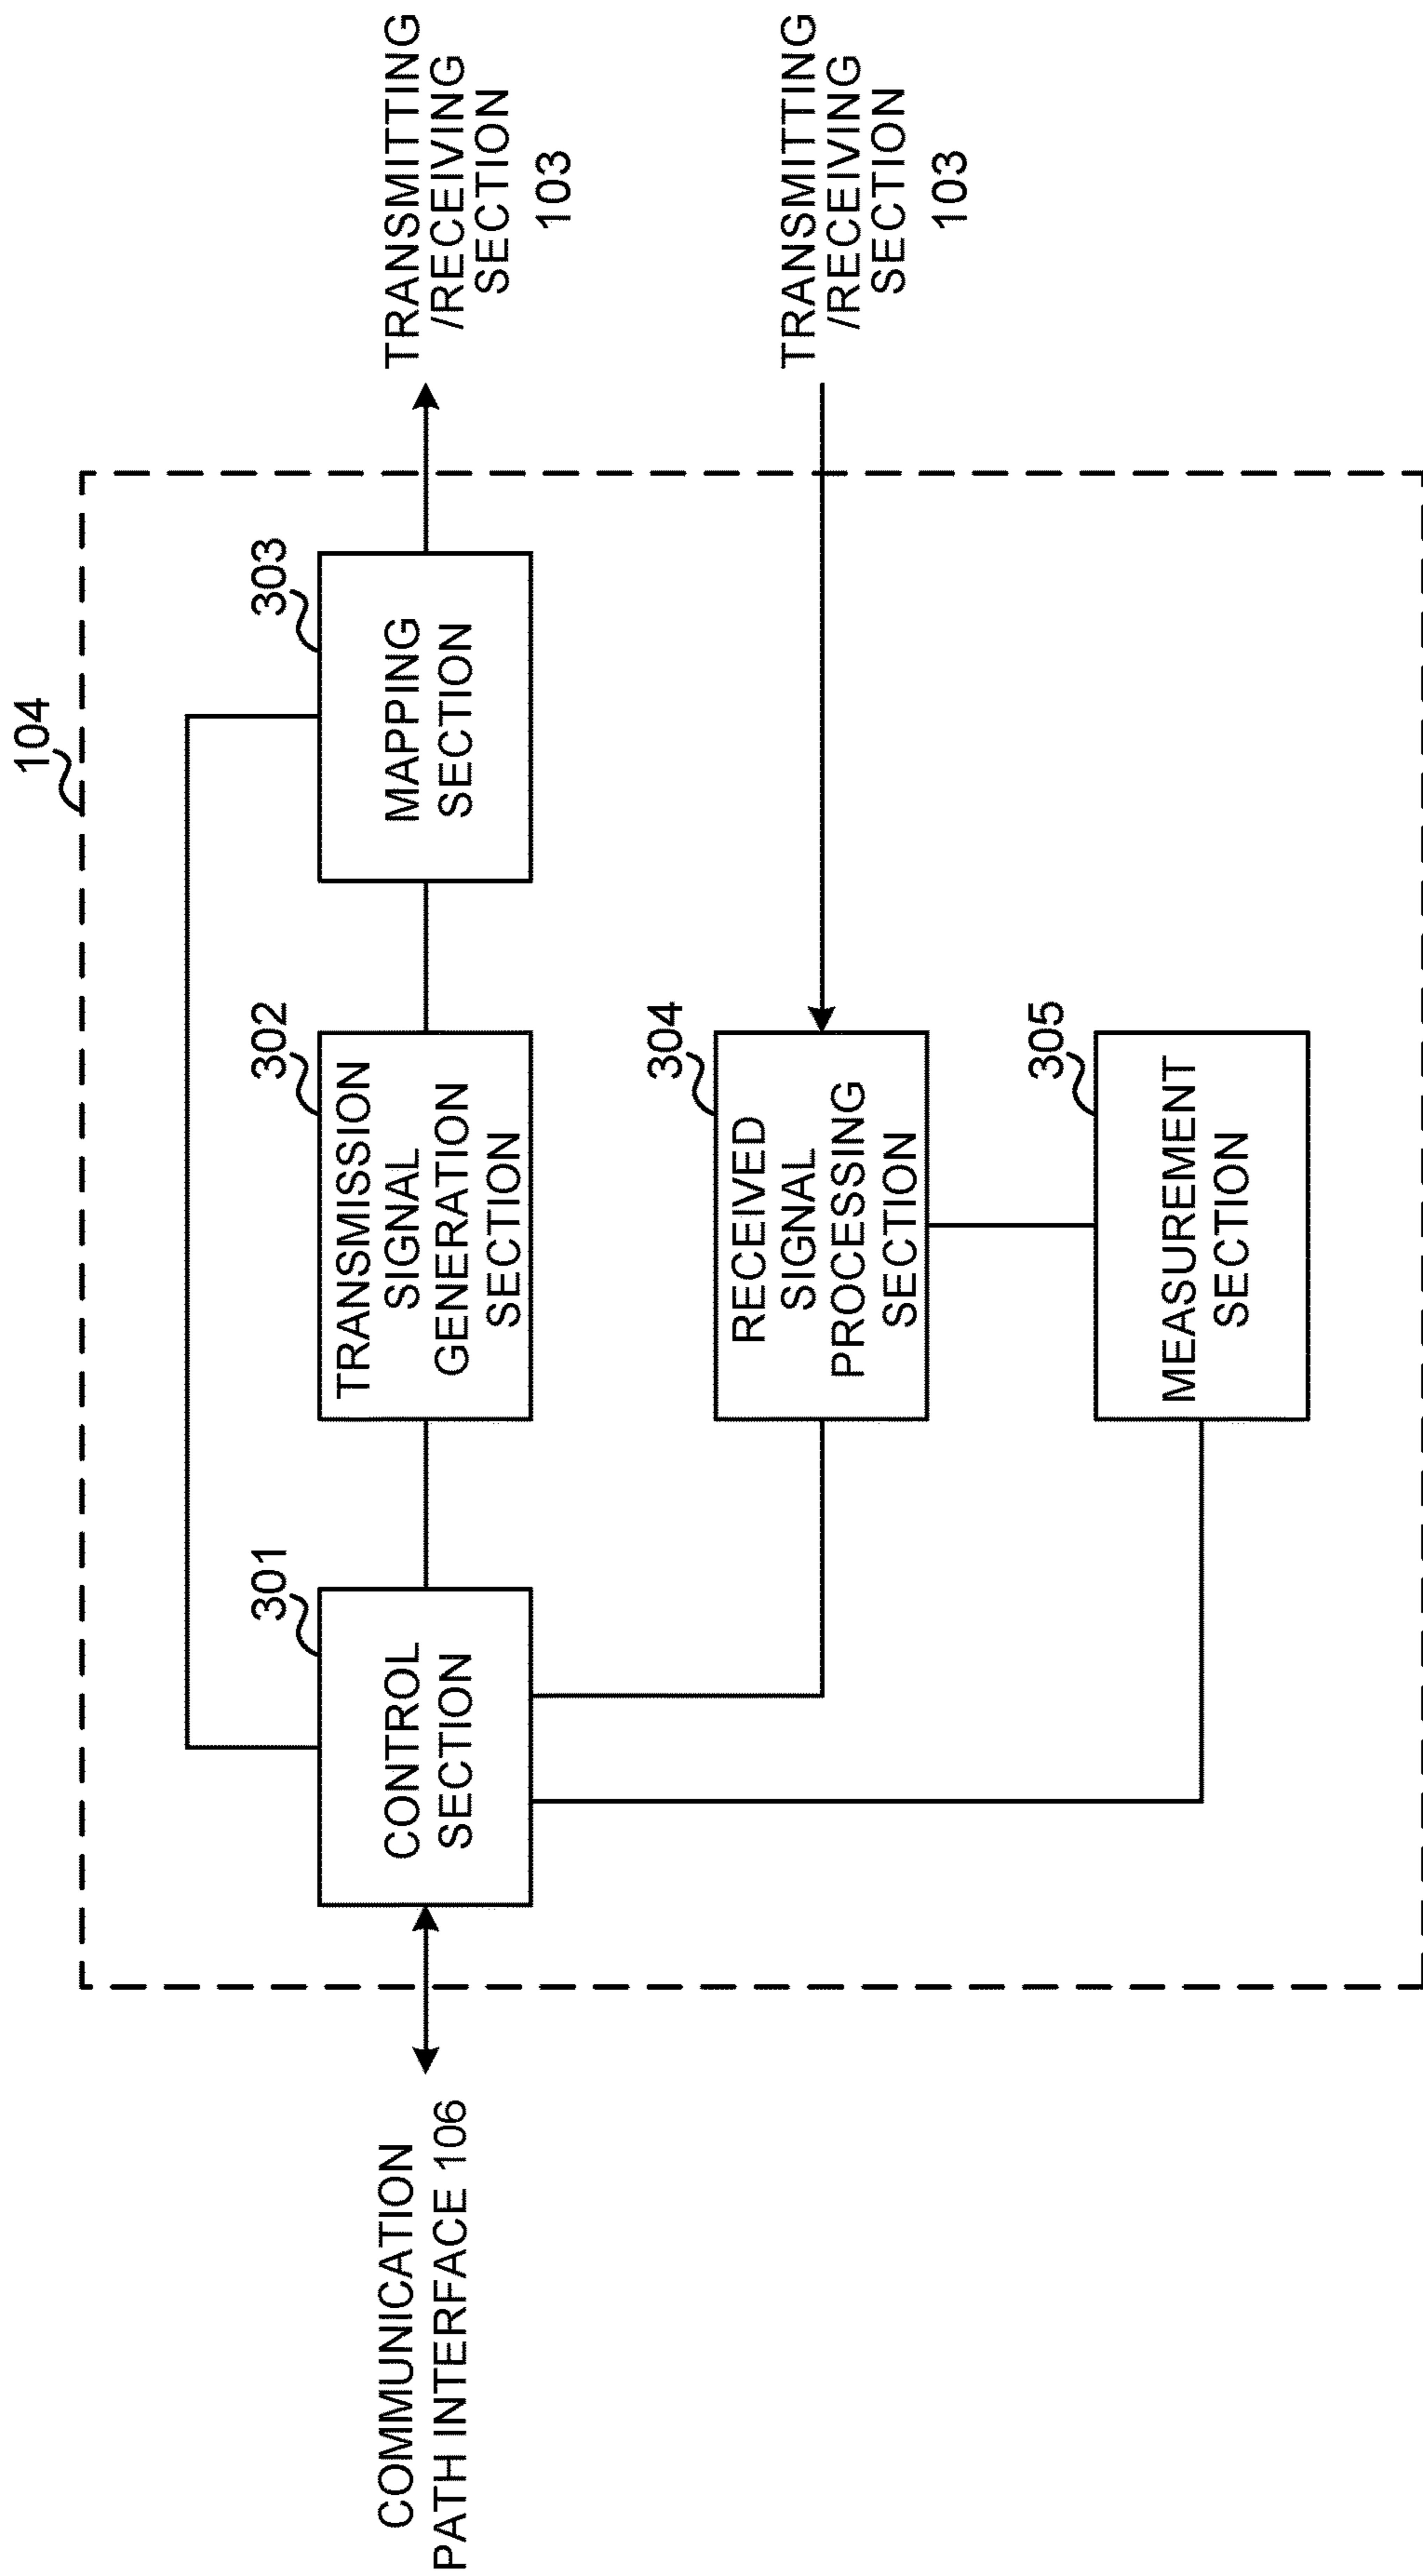 104
COMMUNICATION
PATH INTERFACE 106
301
CONTROL
SECTION
302
TRANSMISSION
SIGNAL
GENERATION
SECTION
303
MAPPING
SECTION
TRANSMITTING
/RECEIVING
SECTION
103
304
RECEIVED
SIGNAL
PROCESSING
SECTION
TRANSMITTING
/RECEIVING
SECTION
103
305
MEASUREMENT
SECTION